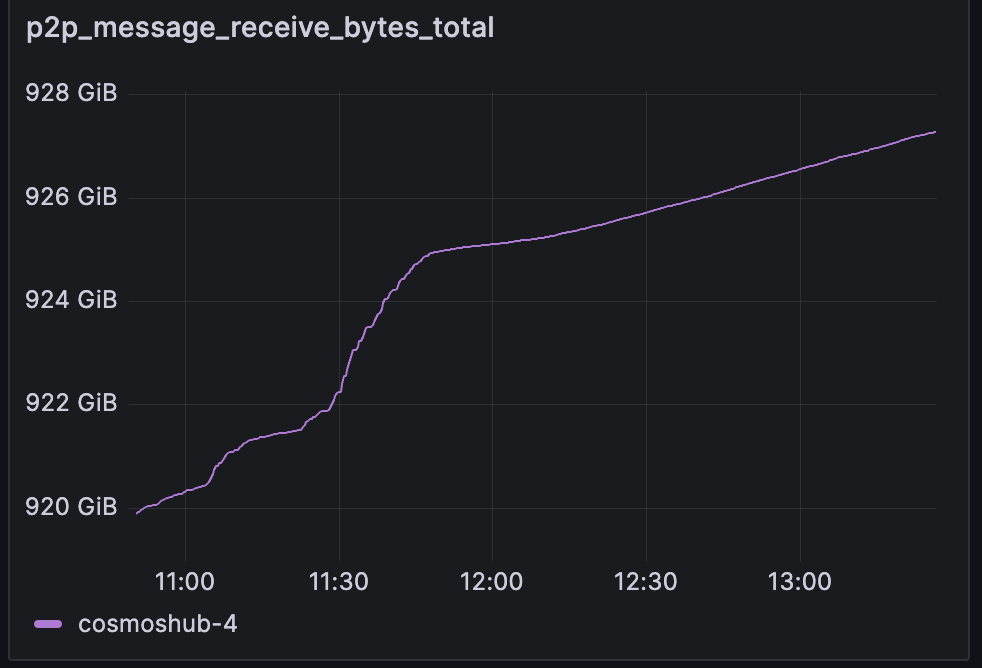 p2p_message_receive_bytes_total
928 GiB
926 GiB
924 GiB
922 GiB
920 GiB
11:00 11:30 12:00 12:30 13:00
cosmoshub-4